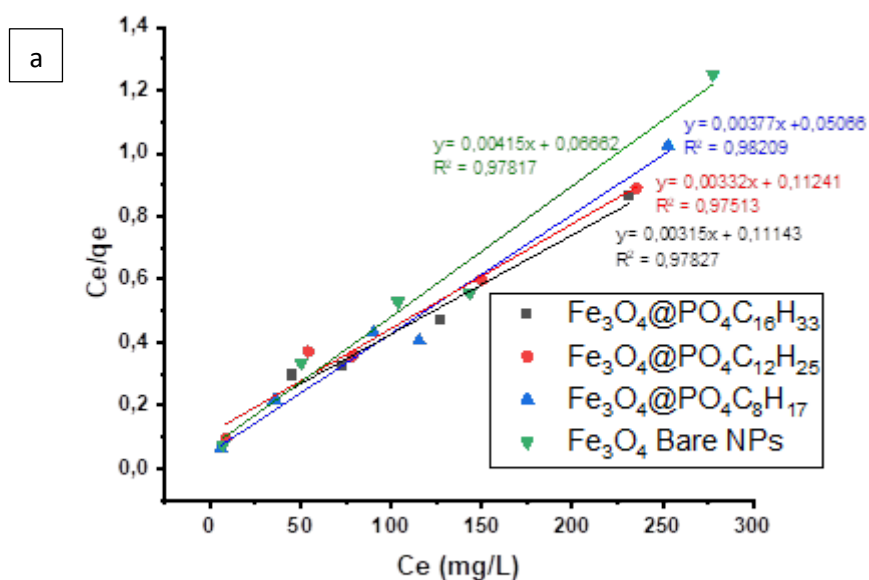 a
1,4
1,2
1,0
0,8
0,6
0,4
0,2
0,0
Ce/qe
y= 0,00415x + 0,06662
R² = 0,97817
y= 0,00377x +0,05066
R² = 0,98209
y= 0,00332x + 0,11241
R² = 0,97513
y= 0,00315x + 0,11143
R² = 0,97827
Fe₃O₄@PO₄C₁₆H₃₃
Fe₃O₄@PO₄C₁₂H₂₅
Fe₃O₄@PO₄C₈H₁₇
Fe₃O₄ Bare NPs
0 50 100 150 200 250 300
Ce (mg/L)